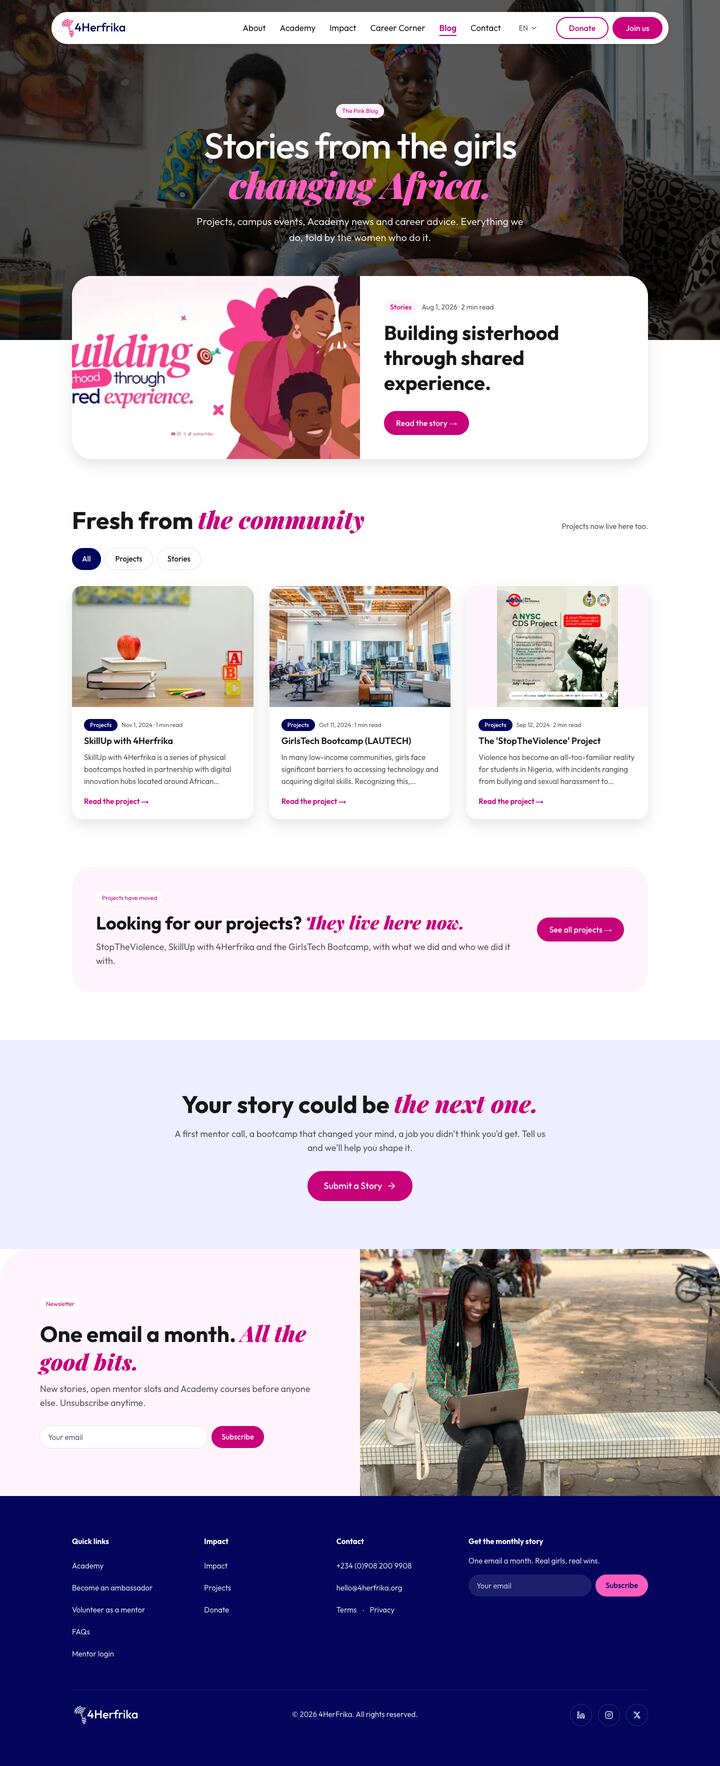 4Herfrika
About Academy Impact Career Corner Blog Contact EN Donate Join us
The Pink Blog
Stories from the girls
changing Africa.
Projects, campus events, Academy news and career advice. Everything we
do, told by the women who do it.
uilding
rhood through
red experience.
Stories Aug 1, 2026 · 2 min read
Building sisterhood
through shared
experience.
Read the story →
Fresh from the community
Projects now live here too.
All Projects Stories
A NYSC
CDS Project
July - August
Projects Nov 1, 2024 · 1 min read
SkillUp with 4Herfrika
SkillUp with 4Herfrika is a series of physical
bootcamps hosted in partnership with digital
innovation hubs located around African...
Read the project →
Projects Oct 11, 2024 · 1 min read
GirlsTech Bootcamp (LAUTECH)
In many low-income communities, girls face
significant barriers to accessing technology and
acquiring digital skills. Recognizing this,...
Read the project →
Projects Sep 12, 2024 · 2 min read
The 'StopTheViolence' Project
Violence has become an all-too-familiar reality
for students in Nigeria, with incidents ranging
from bullying and sexual harassment to...
Read the project →
Projects have moved
Looking for our projects? They live here now.
StopTheViolence, SkillUp with 4Herfrika and the GirlsTech Bootcamp, with what we did and who we did it
with.
See all projects →
Your story could be the next one.
A first mentor call, a bootcamp that changed your mind, a job you didn't think you'd get. Tell us
and we'll help you shape it.
Submit a Story →
Newsletter
One email a month. All the
good bits.
New stories, open mentor slots and Academy courses before anyone
else. Unsubscribe anytime.
Your email Subscribe
Quick links
Academy
Become an ambassador
Volunteer as a mentor
FAQs
Mentor login
Impact
Impact
Projects
Donate
Contact
+234 (0)908 200 9908
hello@4herfrika.org
Terms · Privacy
Get the monthly story
One email a month. Real girls, real wins.
Your email Subscribe
4Herfrika
© 2026 4HerFrika. All rights reserved.